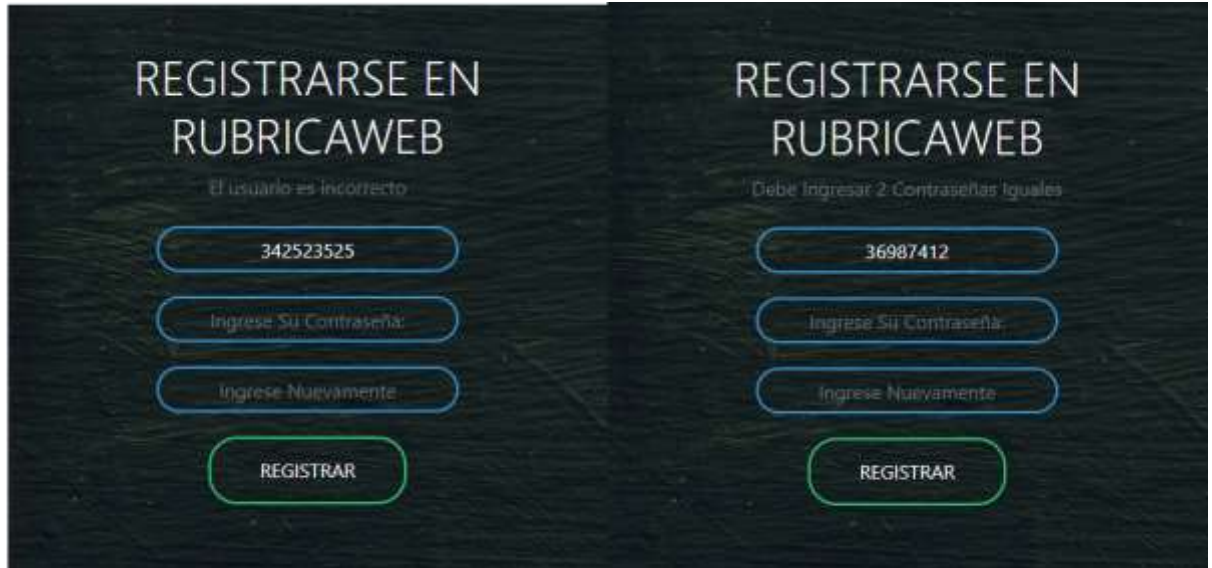 REGISTRARSE EN
RUBRICAWEB
El usuario es incorrecto
342523525
Ingrese Su Contraseña:
Ingrese Nuevamente
REGISTRAR
REGISTRARSE EN
RUBRICAWEB
Debe Ingresar 2 Contraseñas Iguales
36987412
Ingrese Su Contraseña:
Ingrese Nuevamente
REGISTRAR